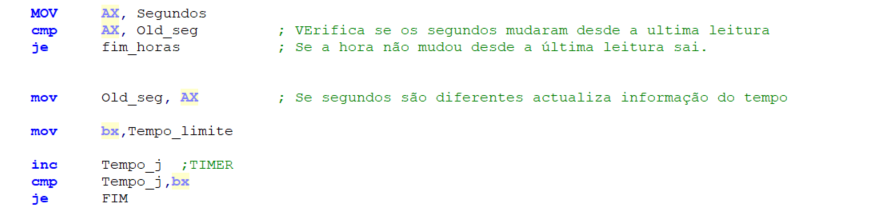 MOV AX, Segundos
cmp AX, Old_seg ; VErifica se os segundos mudaram desde a ultima leitura
je fim_horas ; Se a hora não mudou desde a última leitura sai.
mov Old_seg, AX ; Se segundos são diferentes actualiza informação do tempo
mov bx,Tempo_limite
inc Tempo_j ;TIMER
cmp Tempo_j,bx
je FIM